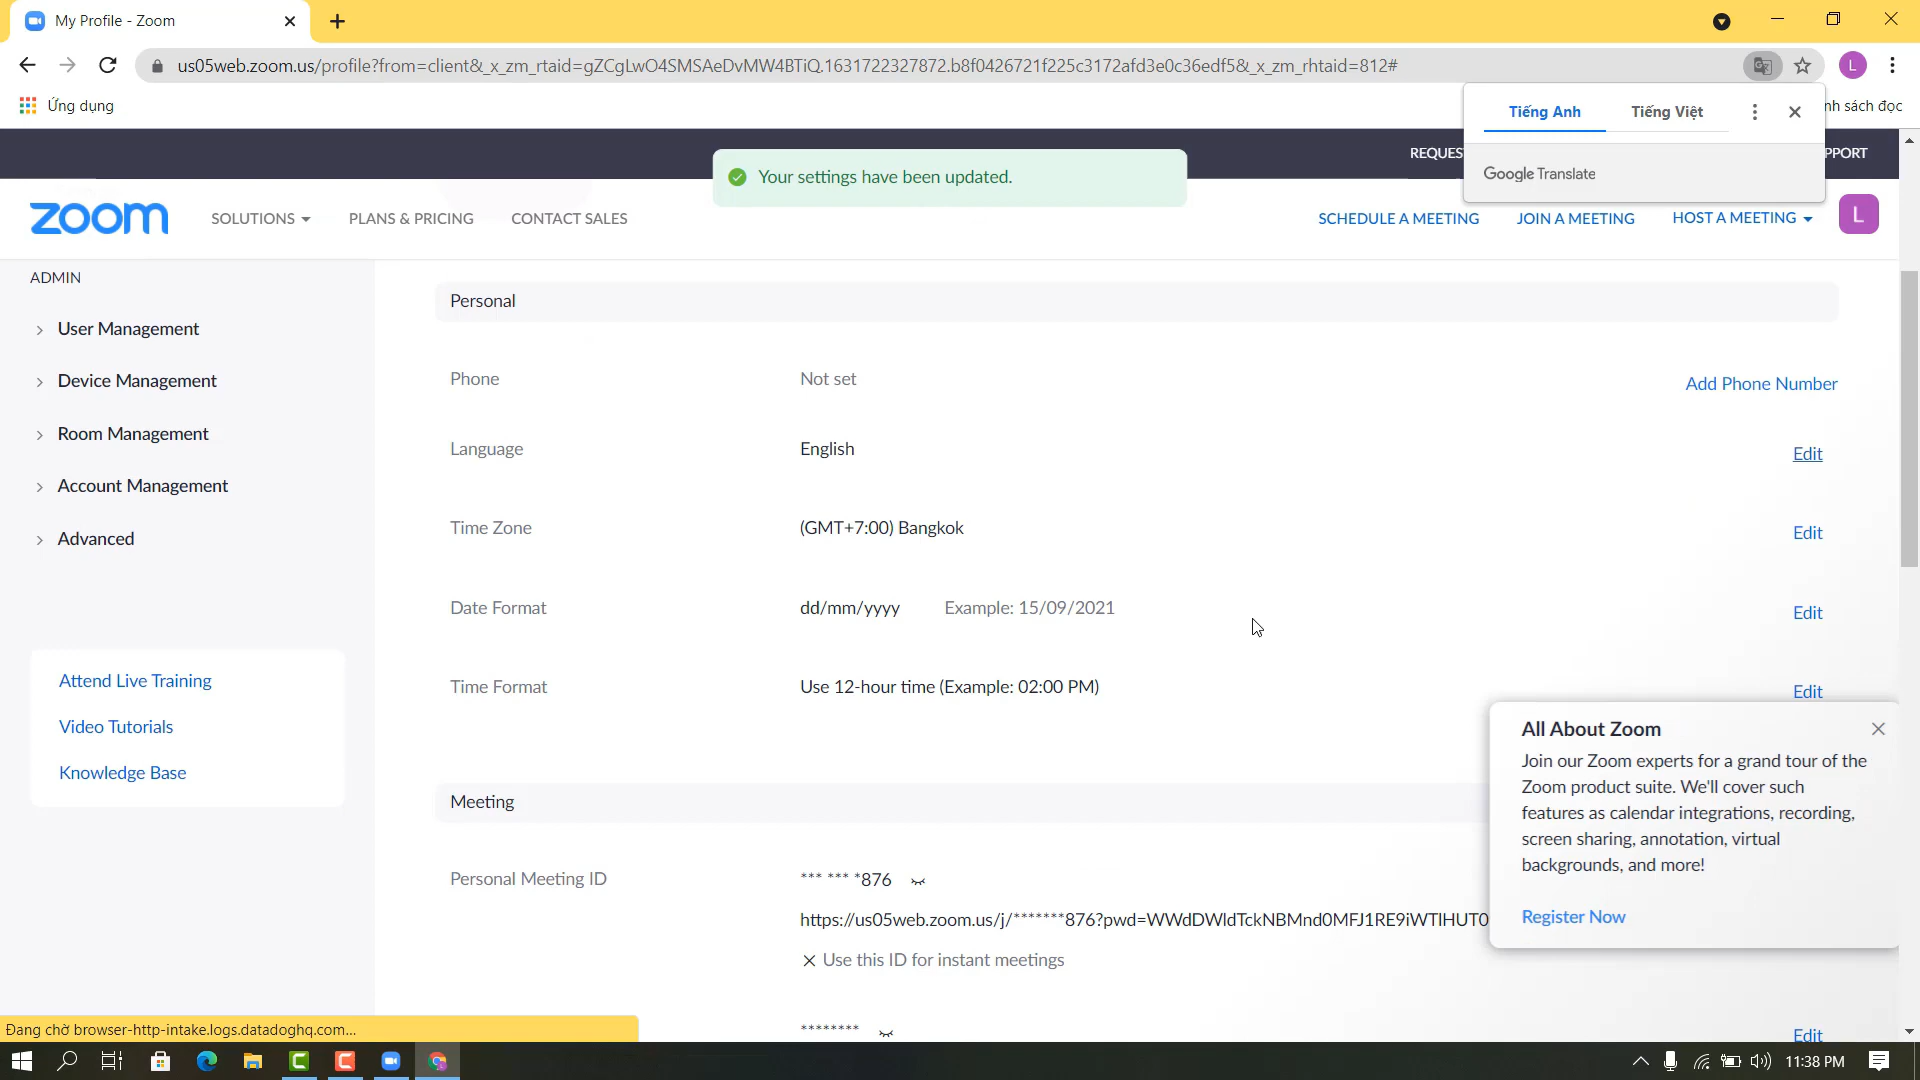 My Profile - Zoom
us05web.zoom.us/profile?from=client&_x_zm_rtaid=gZCgLwO4SMSAeDvMW4BTiQ.1631722327872.b8f0426721f225c3172afd3e0c36edf5&_x_zm_rhtaid=812#
L
Ứng dụng
nh sách đọc
Tiếng Anh
Tiếng Việt
Google Translate
REQUES
PPORT
Your settings have been updated.
zoom
SOLUTIONS
PLANS & PRICING
CONTACT SALES
SCHEDULE A MEETING
JOIN A MEETING
HOST A MEETING
L
ADMIN
User Management
Device Management
Room Management
Account Management
Advanced
Attend Live Training
Video Tutorials
Knowledge Base
Personal
Phone
Not set
Add Phone Number
Language
English
Edit
Time Zone
(GMT+7:00) Bangkok
Edit
Date Format
dd/mm/yyyy
Example: 15/09/2021
Edit
Time Format
Use 12-hour time (Example: 02:00 PM)
Edit
Meeting
Personal Meeting ID
*** *** *876
https://us05web.zoom.us/j/*******876?pwd=WWdDWldTckNBMnd0MFJ1RE9iWTlHUT0
Use this ID for instant meetings
********
Edit
All About Zoom
Join our Zoom experts for a grand tour of the
Zoom product suite. We'll cover such
features as calendar integrations, recording,
screen sharing, annotation, virtual
backgrounds, and more!
Register Now
Đang chờ browser-http-intake.logs.datadoghq.com...
11:38 PM